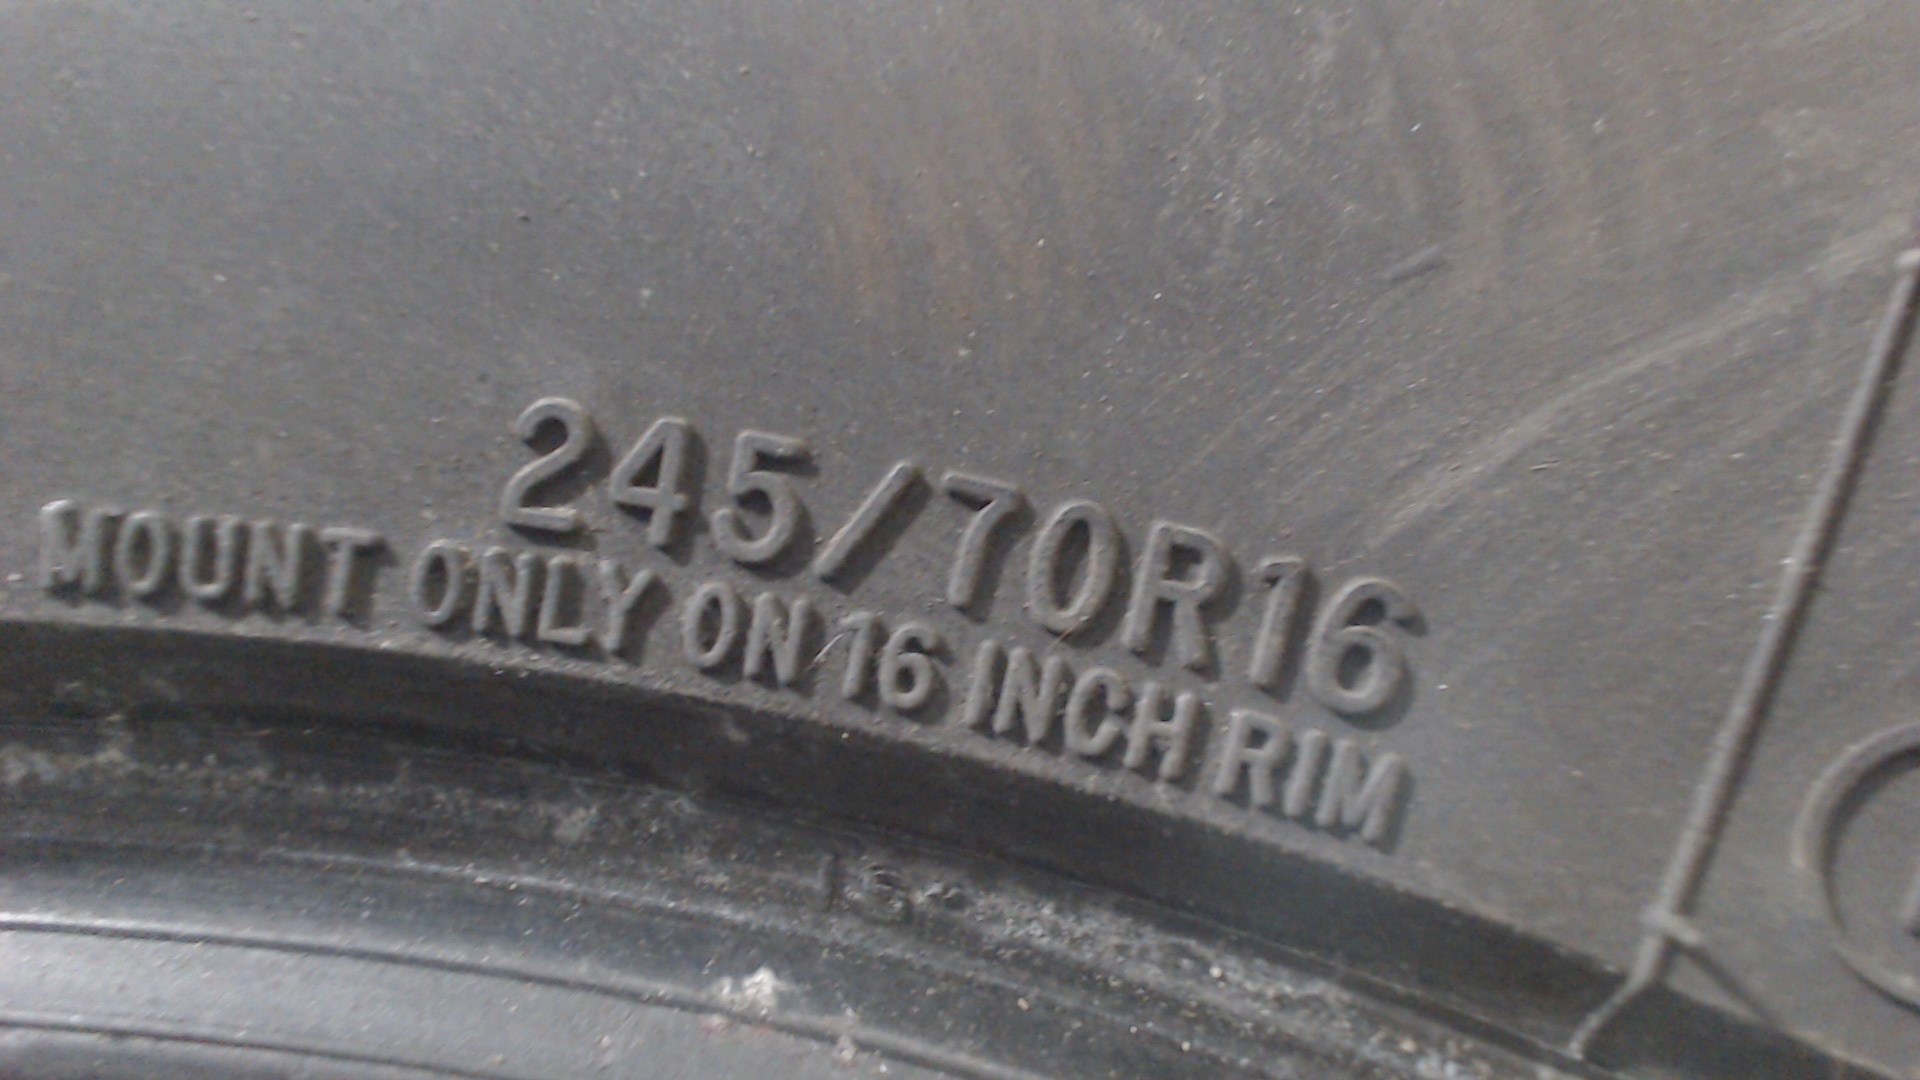 245/70R16
MOUNT ONLY ON 16 INCH RIM